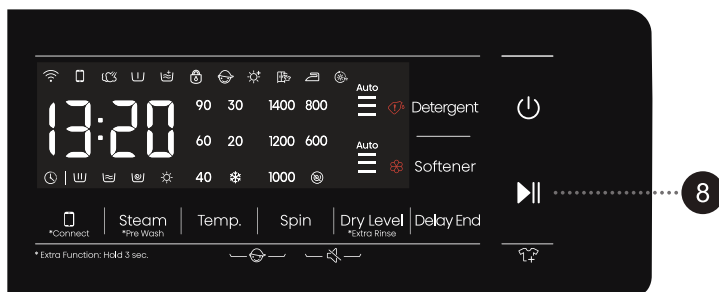 Auto
90 30 1400 800
Detergent
13:20
60 20 1200 600
Auto
Softener
40 1000
8
Steam Temp. Spin Dry Level Delay End
*Connect *Pre Wash *Extra Rinse
*Extra Function: Hold 3 sec.